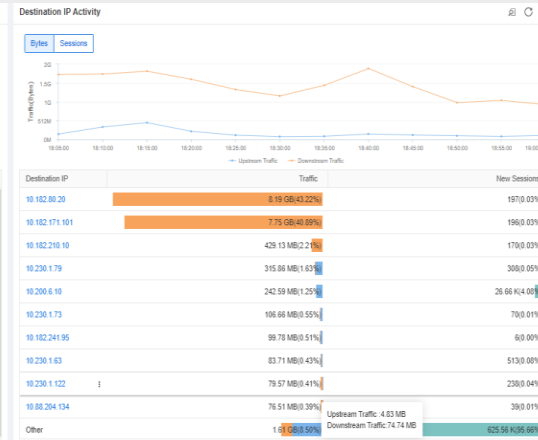 Destination IP Activity
Bytes Sessions
Traffic(Bytes)
2G
1.5G
1G
512M
0M
18:05:00 18:10:00 18:15:00 18:20:00 18:25:00 18:30:00 18:35:00 18:40:00 18:45:00 18:50:00 18:55:00 19:00
Upstream Traffic Downstream Traffic
Destination IP Traffic New Sessions
10.182.80.20 8.19 GB(43.22%) 197(0.03%
10.182.171.101 7.75 GB(40.89%) 196(0.03%
10.182.210.10 429.13 MB(2.21%) 170(0.03%
10.230.1.79 315.86 MB(1.63%) 308(0.05%
10.200.6.10 242.59 MB(1.25%) 26.66 K(4.08%
10.230.1.73 106.66 MB(0.55%) 70(0.01%
10.182.241.95 99.78 MB(0.51%) 6(0.00%
10.230.1.63 83.71 MB(0.43%) 513(0.08%
10.230.1.122 79.57 MB(0.41%) 238(0.04%
10.88.204.134 76.51 MB(0.39%) 39(0.01%
Upstream Traffic :4.83 MB
Downstream Traffic:74.74 MB
Other 1.61 GB(8.50%) 625.56 K(95.66%